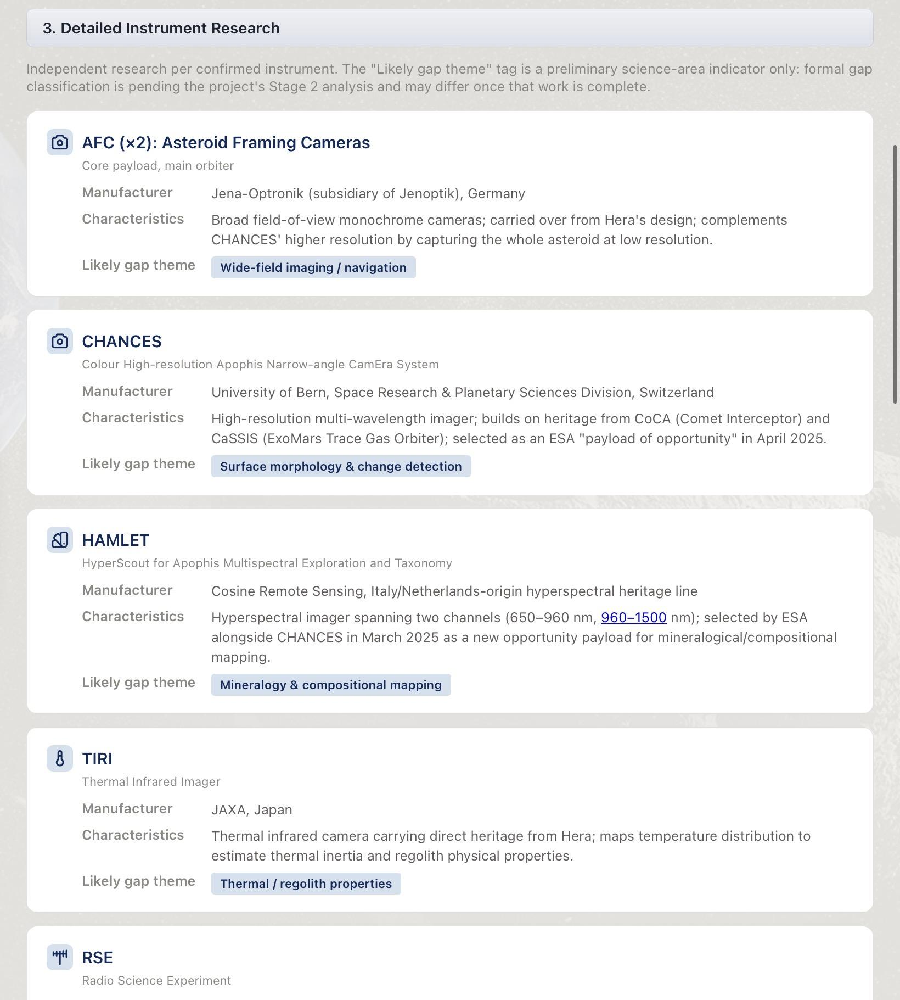 3. Detailed Instrument Research
Independent research per confirmed instrument. The "Likely gap theme" tag is a preliminary science-area indicator only: formal gap
classification is pending the project's Stage 2 analysis and may differ once that work is complete.
AFC (×2): Asteroid Framing Cameras
Core payload, main orbiter
Manufacturer Jena-Optronik (subsidiary of Jenoptik), Germany
Characteristics Broad field-of-view monochrome cameras; carried over from Hera's design; complements
CHANCES' higher resolution by capturing the whole asteroid at low resolution.
Likely gap theme Wide-field imaging / navigation
CHANCES
Colour High-resolution Apophis Narrow-angle CamEra System
Manufacturer University of Bern, Space Research & Planetary Sciences Division, Switzerland
Characteristics High-resolution multi-wavelength imager; builds on heritage from CoCA (Comet Interceptor) and
CaSSIS (ExoMars Trace Gas Orbiter); selected as an ESA "payload of opportunity" in April 2025.
Likely gap theme Surface morphology & change detection
HAMLET
HyperScout for Apophis Multispectral Exploration and Taxonomy
Manufacturer Cosine Remote Sensing, Italy/Netherlands-origin hyperspectral heritage line
Characteristics Hyperspectral imager spanning two channels (650–960 nm, 960–1500 nm); selected by ESA
alongside CHANCES in March 2025 as a new opportunity payload for mineralogical/compositional
mapping.
Likely gap theme Mineralogy & compositional mapping
TIRI
Thermal Infrared Imager
Manufacturer JAXA, Japan
Characteristics Thermal infrared camera carrying direct heritage from Hera; maps temperature distribution to
estimate thermal inertia and regolith physical properties.
Likely gap theme Thermal / regolith properties
RSE
Radio Science Experiment